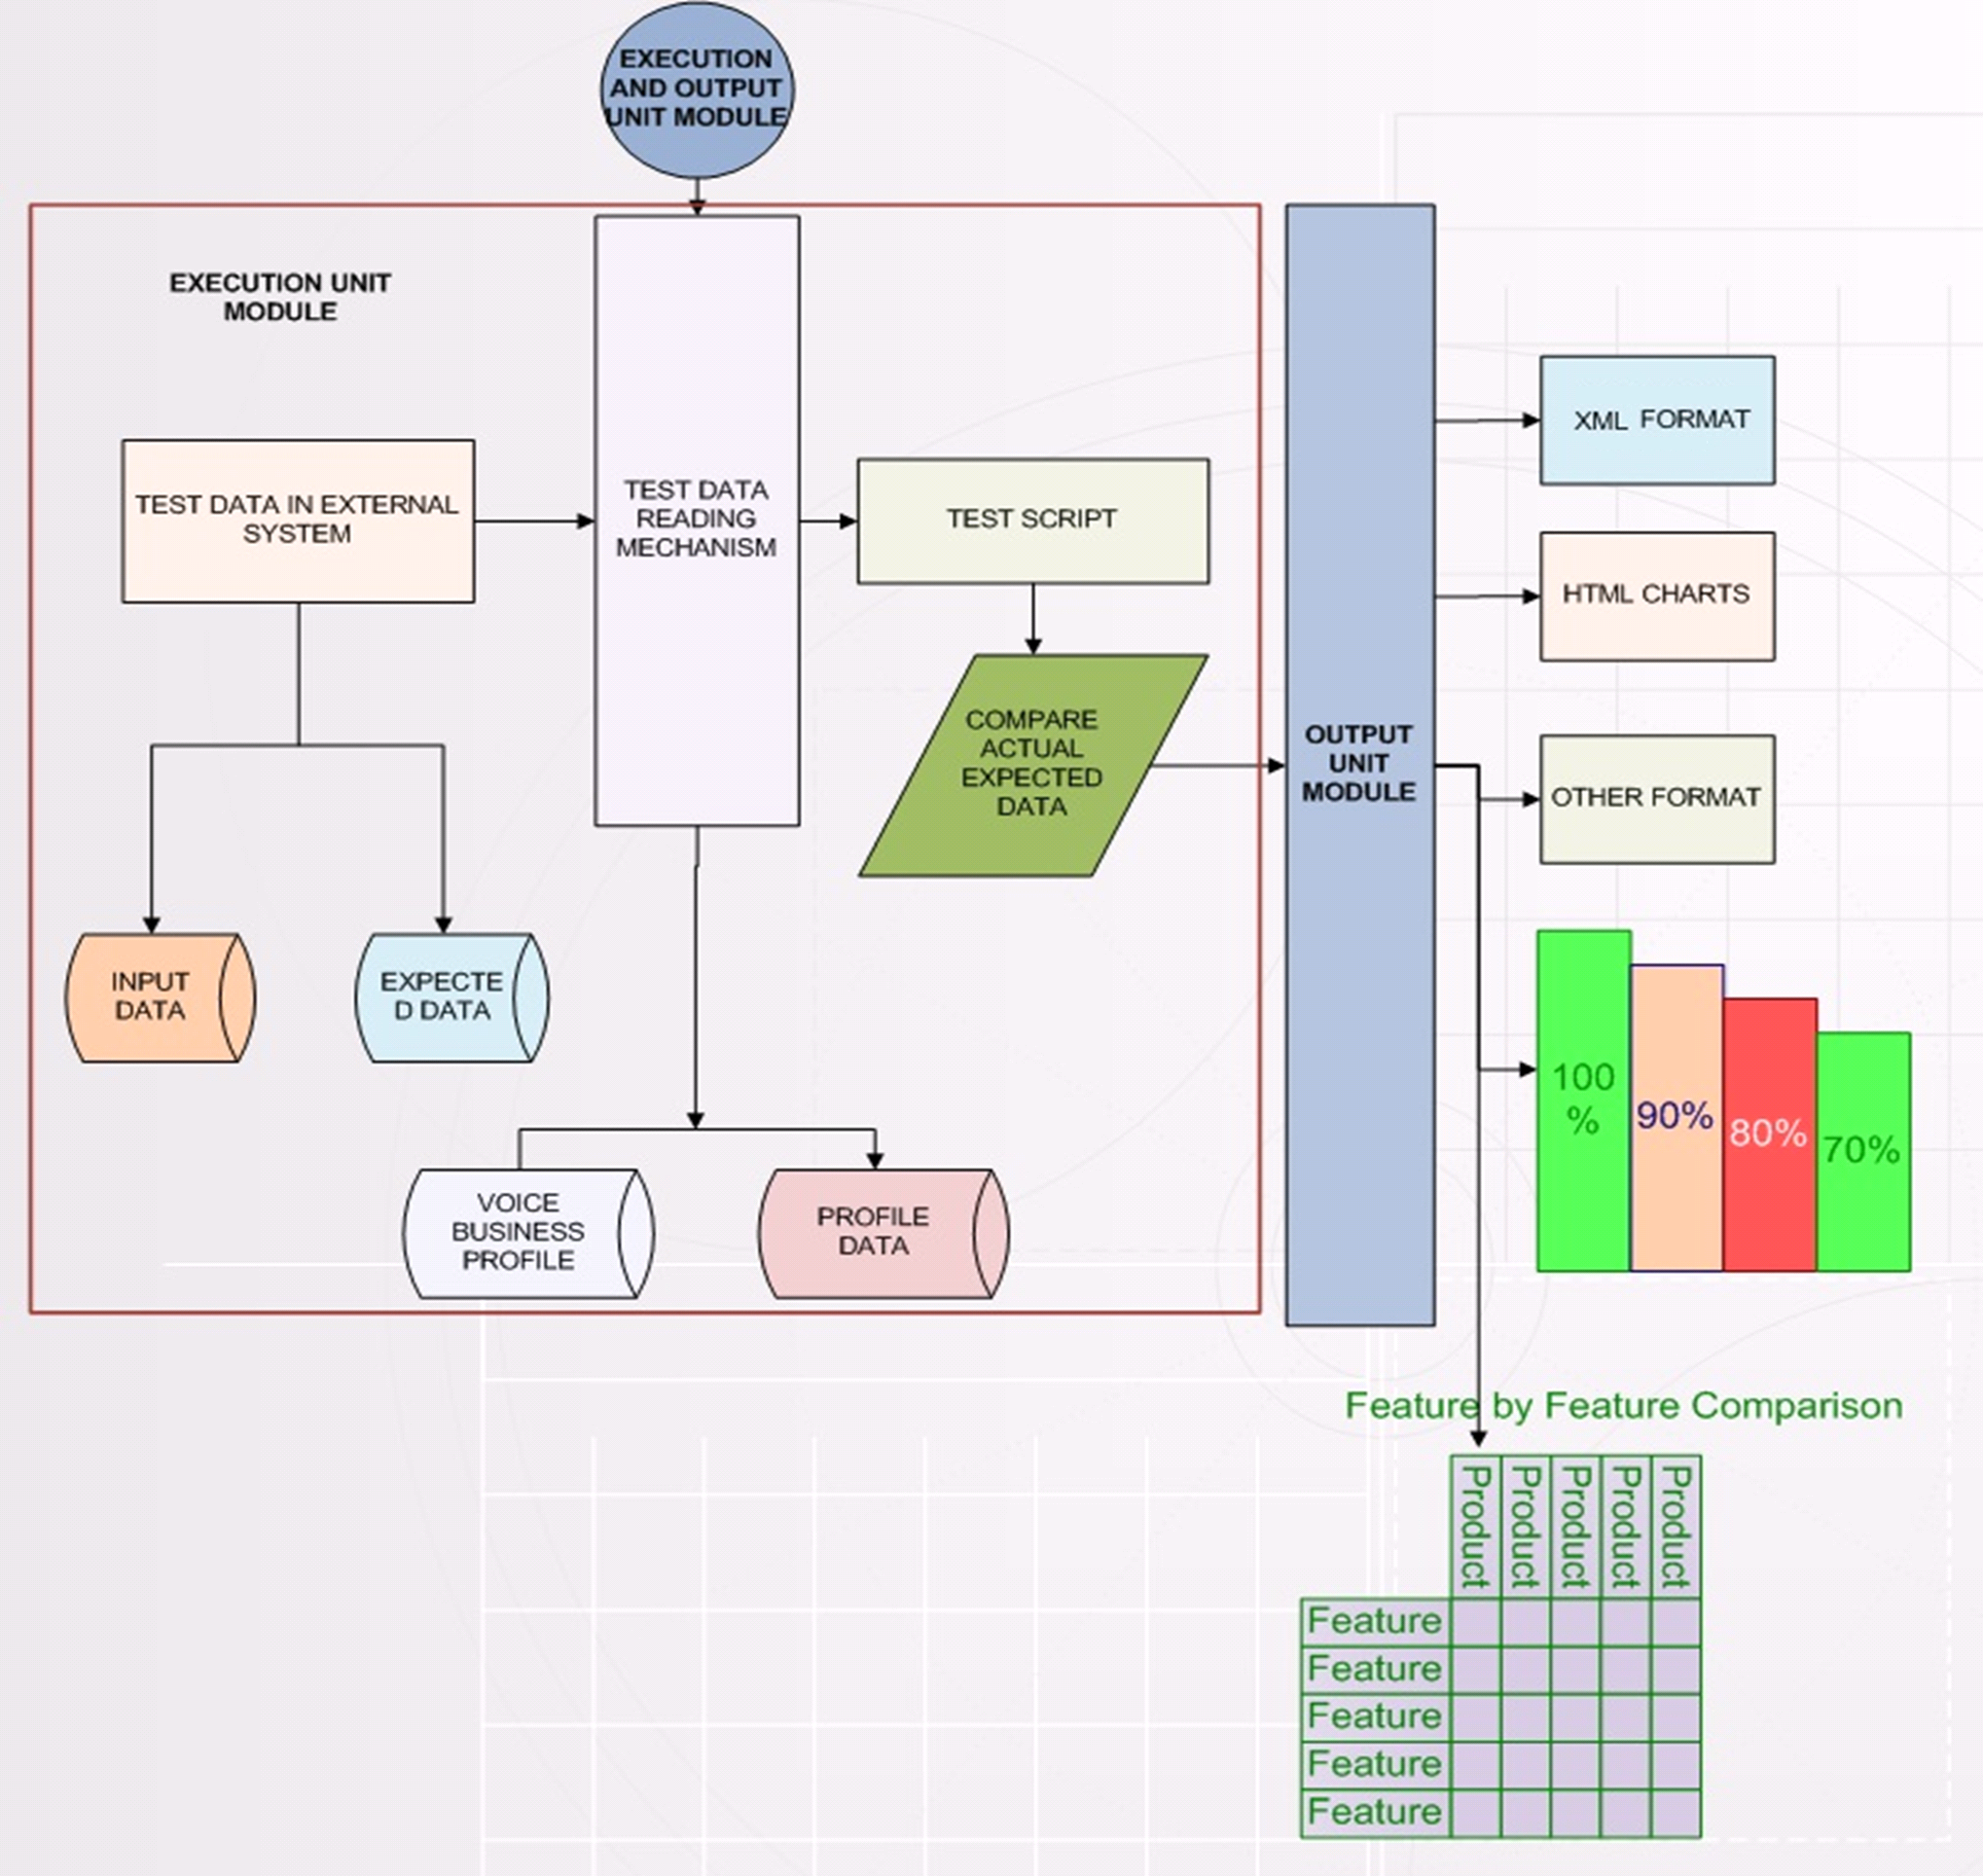 EXECUTION
AND OUTPUT
UNIT MODULE
EXECUTION UNIT
MODULE
TEST DATA IN EXTERNAL
SYSTEM
TEST DATA
READING
MECHANISM
TEST SCRIPT
COMPARE
ACTUAL
EXPECTED
DATA
INPUT
DATA
EXPECTE
D DATA
VOICE
BUSINESS
PROFILE
PROFILE
DATA
OUTPUT
UNIT
MODULE
XML FORMAT
HTML CHARTS
OTHER FORMAT
100
%
90%
80%
70%
Feature by Feature Comparison
Product
Product
Product
Product
Product
Feature
Feature
Feature
Feature
Feature